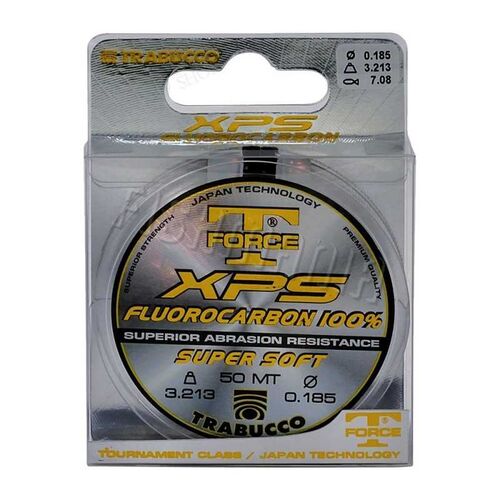 TRABUCCO
Ø 0.185
3.213
7.08
XPS
FLUOROCARBON
JAPAN TECHNOLOGY
SUPERIOR STRENGTH
PREMIUM QUALITY
T®
FORCE
XPS
FLUOROCARBON 100%
SUPERIOR ABRASION RESISTANCE
SUPER SOFT
50 MT Ø
3.213 0.185
TRABUCCO
T
FORCE
TOURNAMENT CLASS / JAPAN TECHNOLOGY